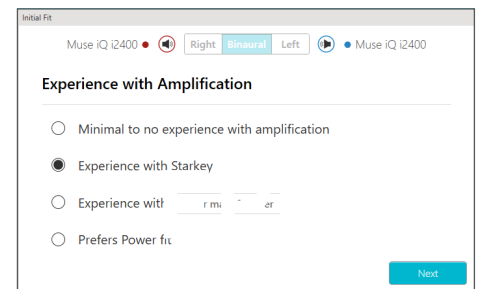 Initial Fit
Muse iQ i2400 Right Binaural Left Muse iQ i2400
Experience with Amplification
Minimal to no experience with amplification
Experience with Starkey
Experience
Prefers Power
Next